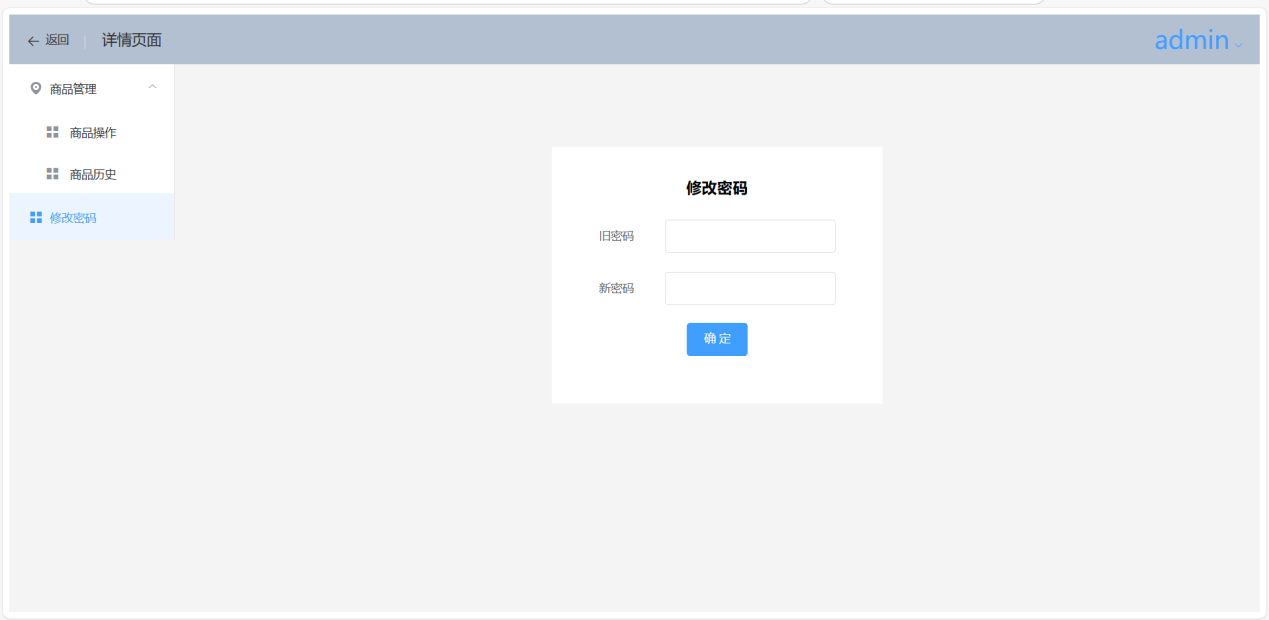 返回 详情页面 admin
商品管理
商品操作
商品历史
修改密码
修改密码
旧密码
新密码
确 定